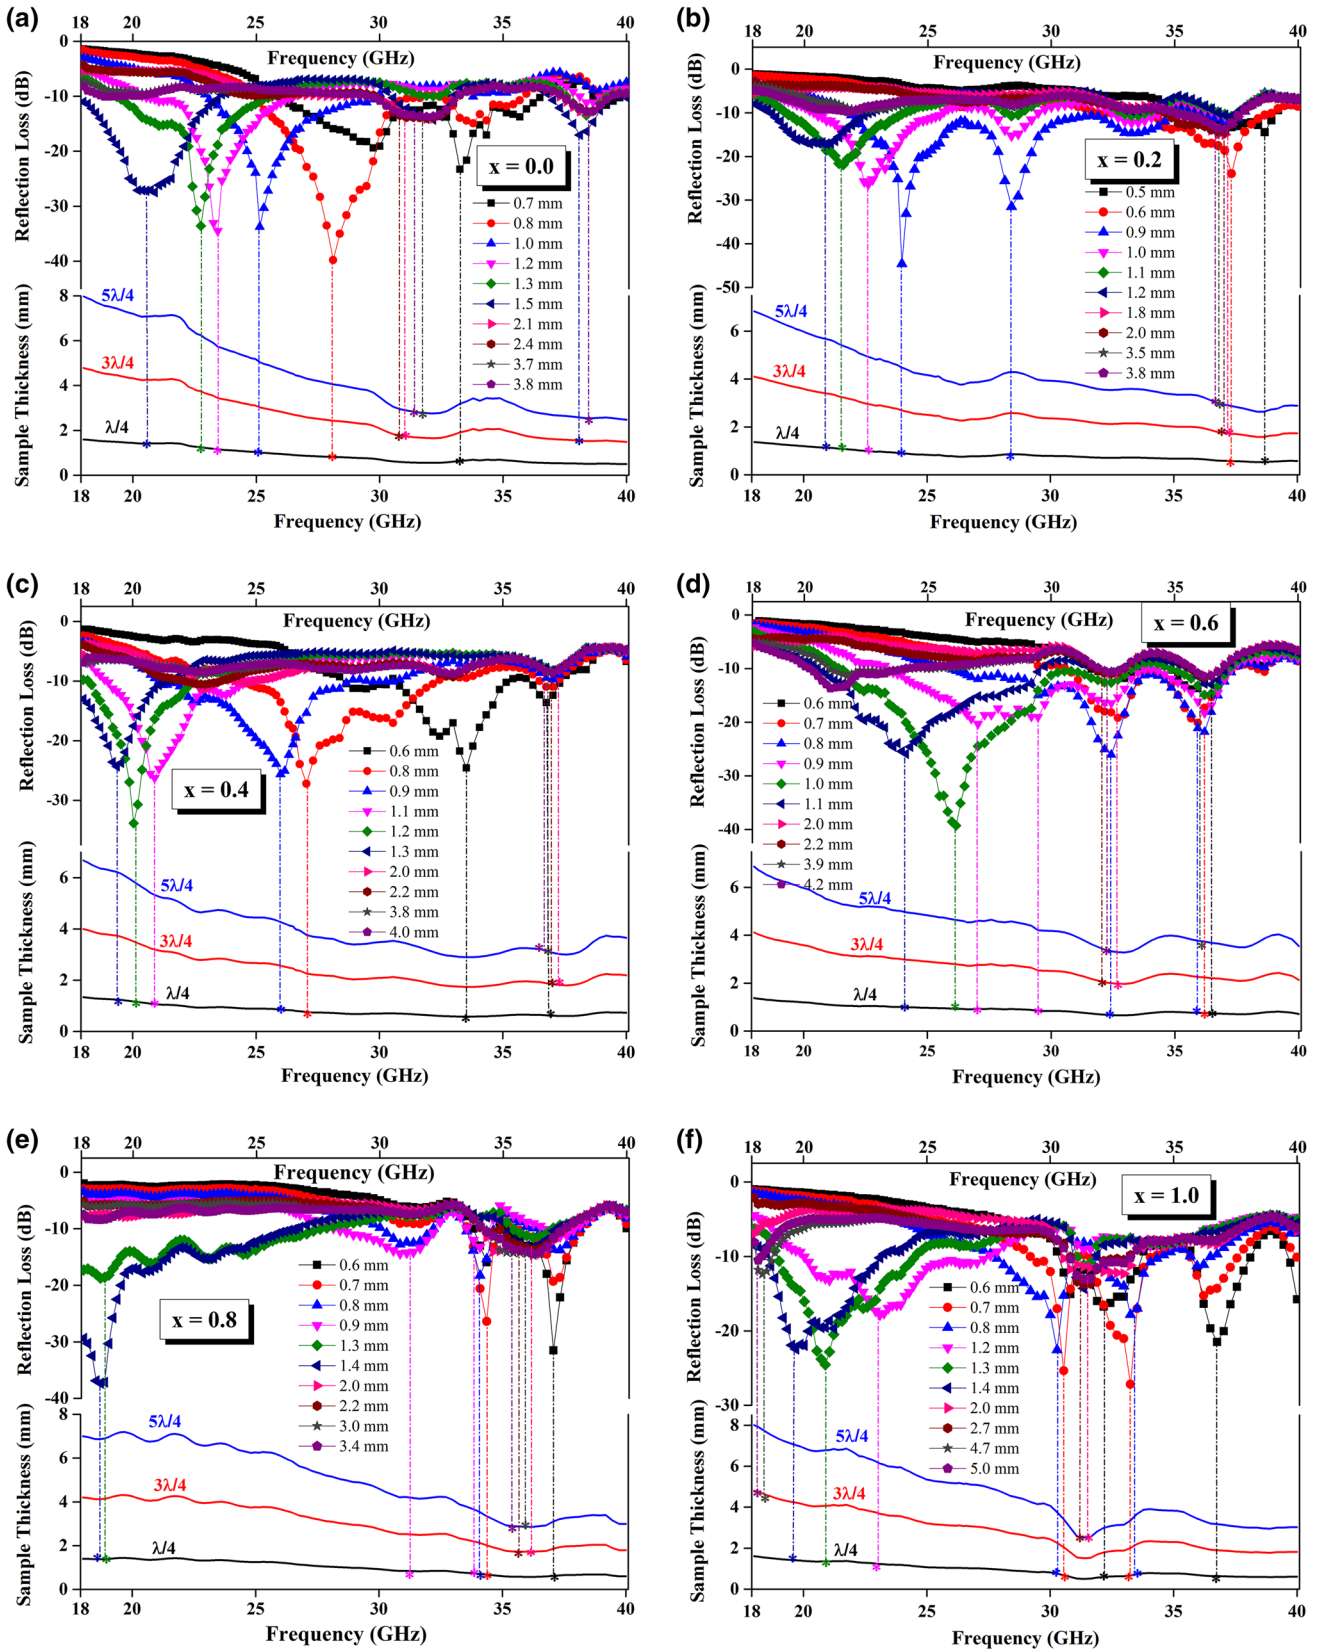 (a)
18 20 25 30 35 40
Frequency (GHz)
0
-10
-20
-30
-40
Reflection Loss (dB)
x = 0.0
0.7 mm
0.8 mm
1.0 mm
1.2 mm
1.3 mm
1.5 mm
2.1 mm
2.4 mm
3.7 mm
3.8 mm
8
6
4
2
0
Sample Thickness (mm)
5λ/4
3λ/4
λ/4
20 25 30 35 40
Frequency (GHz)
(b)
18 20 25 30 35 40
Frequency (GHz)
0
-10
-20
-30
-40
-50
Reflection Loss (dB)
x = 0.2
0.5 mm
0.6 mm
0.9 mm
1.0 mm
1.1 mm
1.2 mm
1.8 mm
2.0 mm
3.5 mm
3.8 mm
6
4
2
0
Sample Thickness (mm)
5λ/4
3λ/4
λ/4
18 20 25 30 35 40
Frequency (GHz)
(c)
18 20 25 30 35 40
Frequency (GHz)
0
-10
-20
-30
Reflection Loss (dB)
x = 0.4
0.6 mm
0.8 mm
0.9 mm
1.1 mm
1.2 mm
1.3 mm
2.0 mm
2.2 mm
3.8 mm
4.0 mm
6
4
2
0
Sample Thickness (mm)
5λ/4
3λ/4
λ/4
18 20 25 30 35 40
Frequency (GHz)
(d)
18 20 25 30 35 40
Frequency (GHz)
0
-10
-20
-30
-40
Reflection Loss (dB)
x = 0.6
0.6 mm
0.7 mm
0.8 mm
0.9 mm
1.0 mm
1.1 mm
2.0 mm
2.2 mm
3.9 mm
4.2 mm
6
4
2
0
Sample Thickness (mm)
5λ/4
3λ/4
λ/4
18 20 25 30 35 40
Frequency (GHz)
(e)
18 20 25 30 35 40
Frequency (GHz)
0
-10
-20
-30
-40
Reflection Loss (dB)
x = 0.8
0.6 mm
0.7 mm
0.8 mm
0.9 mm
1.3 mm
1.4 mm
2.0 mm
2.2 mm
3.0 mm
3.4 mm
8
6
4
2
0
Sample Thickness (mm)
5λ/4
3λ/4
λ/4
18 20 25 30 35 40
Frequency (GHz)
(f)
18 20 25 30 35 40
Frequency (GHz)
0
-10
-20
-30
Reflection Loss (dB)
x = 1.0
0.6 mm
0.7 mm
0.8 mm
1.2 mm
1.3 mm
1.4 mm
2.0 mm
2.7 mm
4.7 mm
5.0 mm
8
6
4
2
0
Sample Thickness (mm)
5λ/4
3λ/4
λ/4
18 20 25 30 35 40
Frequency (GHz)